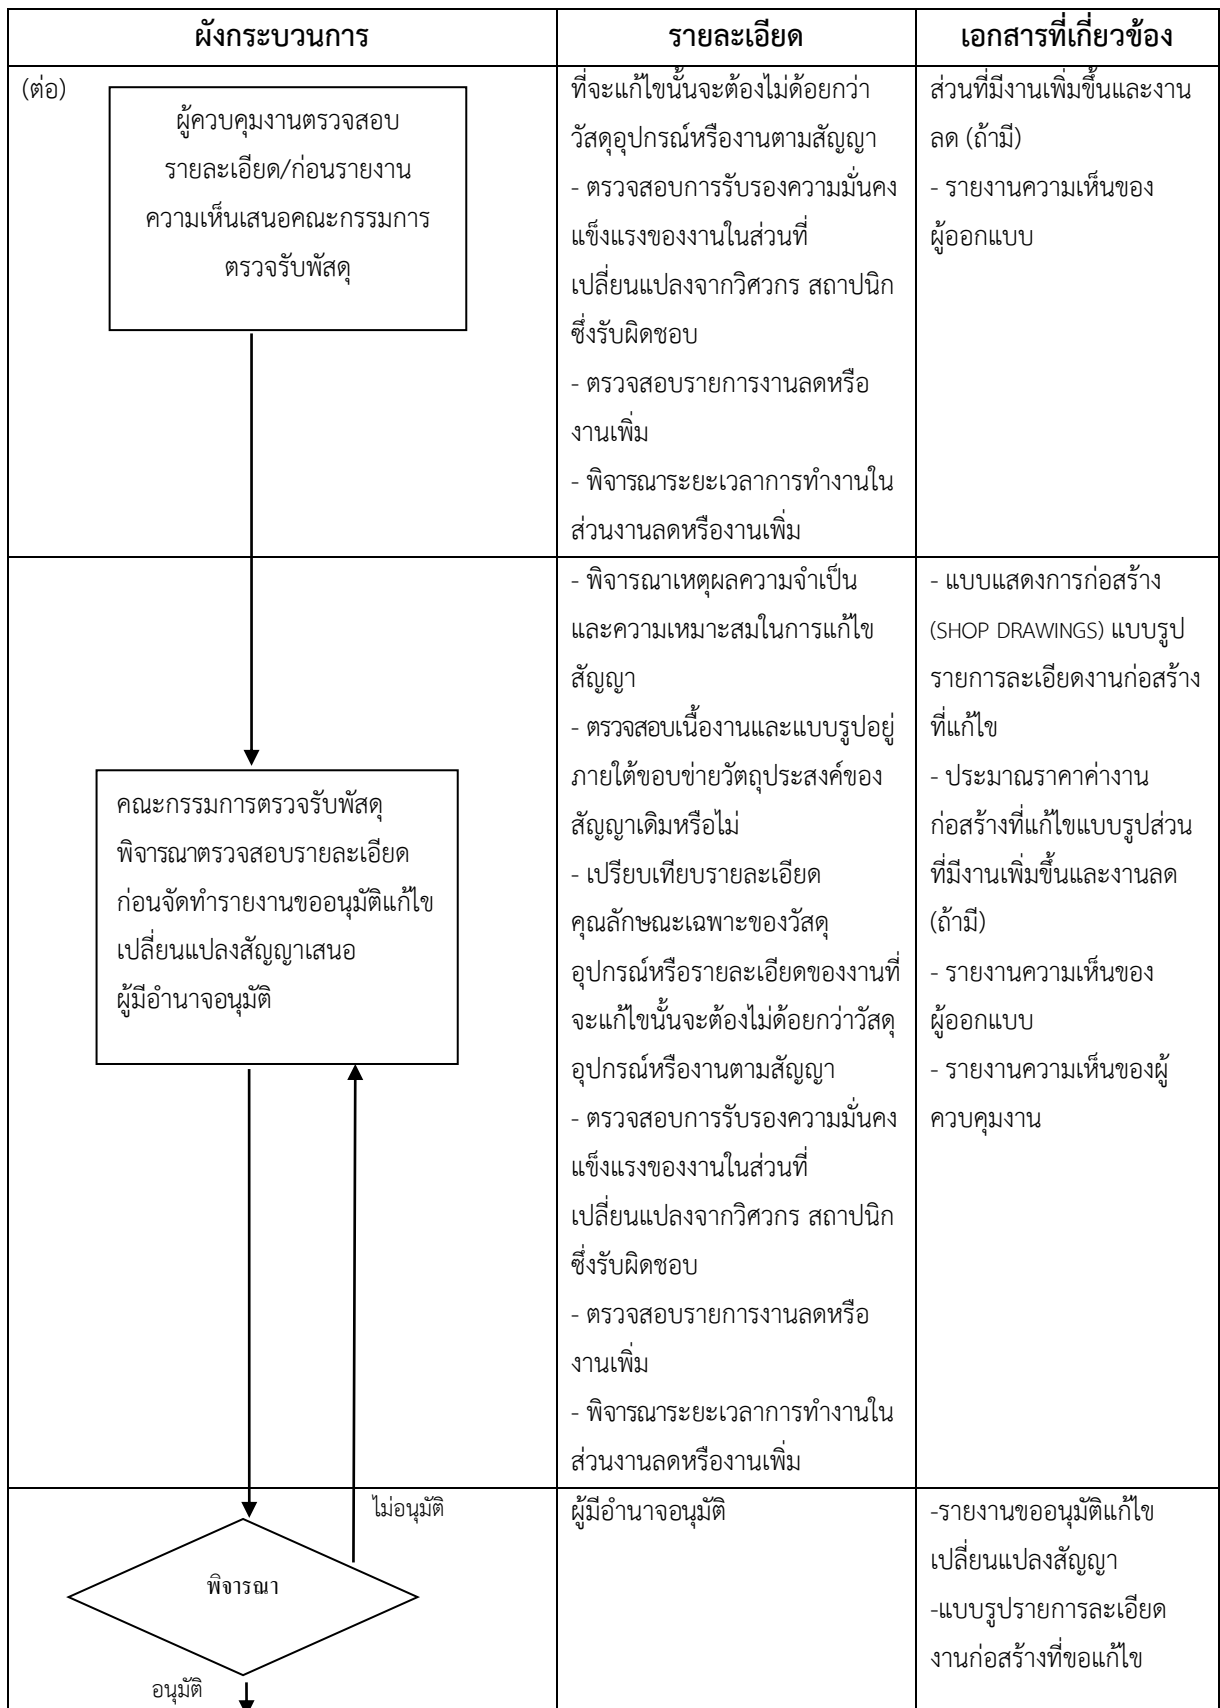 ผังกระบวนการ
รายละเอียด
เอกสารที่เกี่ยวข้อง
(ต่อ)
ผู้ควบคุมงานตรวจสอบ
รายละเอียด/ก่อนรายงาน
ความเห็นเสนอคณะกรรมการ
ตรวจรับพัสดุ
ที่จะแก้ไขนั้นจะต้องไม่ด้อยกว่า
วัสดุอุปกรณ์หรืองานตามสัญญา
- ตรวจสอบการรับรองความมั่นคง
แข็งแรงของงานในส่วนที่
เปลี่ยนแปลงจากวิศวกร สถาปนิก
ซึ่งรับผิดชอบ
- ตรวจสอบรายการงานลดหรือ
งานเพิ่ม
- พิจารณาระยะเวลาการทำงานใน
ส่วนงานลดหรืองานเพิ่ม
ส่วนที่มีงานเพิ่มขึ้นและงาน
ลด (ถ้ามี)
- รายงานความเห็นของ
ผู้ออกแบบ
คณะกรรมการตรวจรับพัสดุ
พิจารณาตรวจสอบรายละเอียด
ก่อนจัดทำรายงานขออนุมัติแก้ไข
เปลี่ยนแปลงสัญญาเสนอ
ผู้มีอำนาจอนุมัติ
- พิจารณาเหตุผลความจำเป็น
และความเหมาะสมในการแก้ไข
สัญญา
- ตรวจสอบเนื้องานและแบบรูปอยู่
ภายใต้ขอบข่ายวัตถุประสงค์ของ
สัญญาเดิมหรือไม่
- เปรียบเทียบรายละเอียด
คุณลักษณะเฉพาะของวัสดุ
อุปกรณ์หรือรายละเอียดของงานที่
จะแก้ไขนั้นจะต้องไม่ด้อยกว่าวัสดุ
อุปกรณ์หรืองานตามสัญญา
- ตรวจสอบการรับรองความมั่นคง
แข็งแรงของงานในส่วนที่
เปลี่ยนแปลงจากวิศวกร สถาปนิก
ซึ่งรับผิดชอบ
- ตรวจสอบรายการงานลดหรือ
งานเพิ่ม
- พิจารณาระยะเวลาการทำงานใน
ส่วนงานลดหรืองานเพิ่ม
- แบบแสดงการก่อสร้าง
(SHOP DRAWINGS) แบบรูป
รายการละเอียดงานก่อสร้าง
ที่แก้ไข
- ประมาณราคาค่างาน
ก่อสร้างที่แก้ไขแบบรูปส่วน
ที่มีงานเพิ่มขึ้นและงานลด
(ถ้ามี)
- รายงานความเห็นของ
ผู้ออกแบบ
- รายงานความเห็นของผู้
ควบคุมงาน
ไม่อนุมัติ
พิจารณา
อนุมัติ
ผู้มีอำนาจอนุมัติ
-รายงานขออนุมัติแก้ไข
เปลี่ยนแปลงสัญญา
-แบบรูปรายการละเอียด
งานก่อสร้างที่ขอแก้ไข